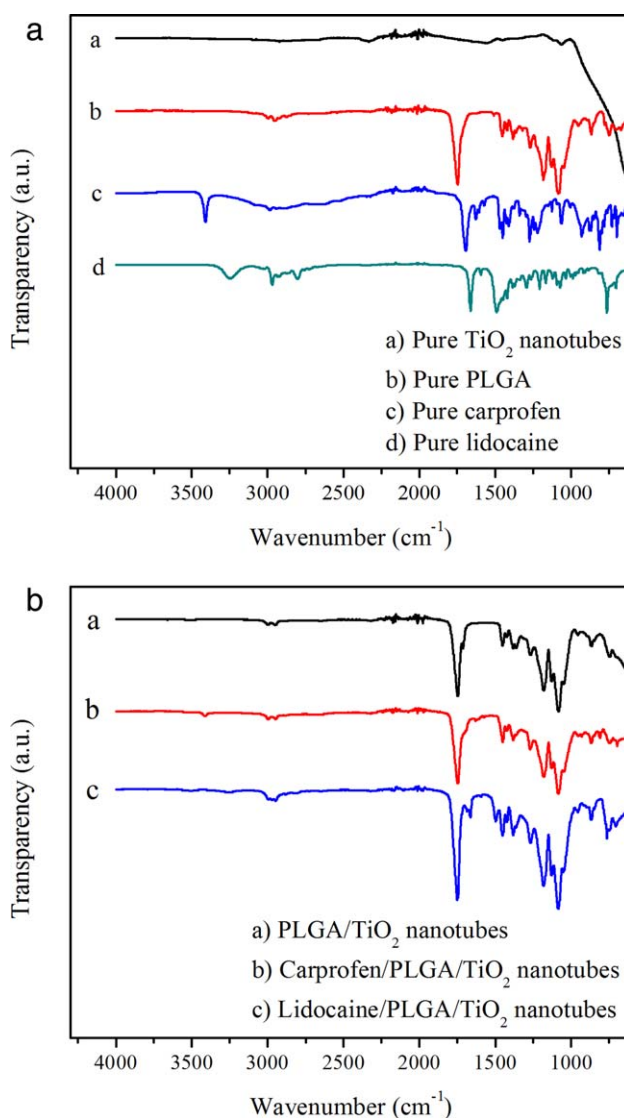 a
a
b
c
d
Transparency (a.u.)
a) Pure TiO₂ nanotubes
b) Pure PLGA
c) Pure carprofen
d) Pure lidocaine
4000 3500 3000 2500 2000 1500 1000
Wavenumber (cm⁻¹)
b
a
b
c
Transparency (a.u.)
a) PLGA/TiO₂ nanotubes
b) Carprofen/PLGA/TiO₂ nanotubes
c) Lidocaine/PLGA/TiO₂ nanotubes
4000 3500 3000 2500 2000 1500 1000
Wavenumber (cm⁻¹)